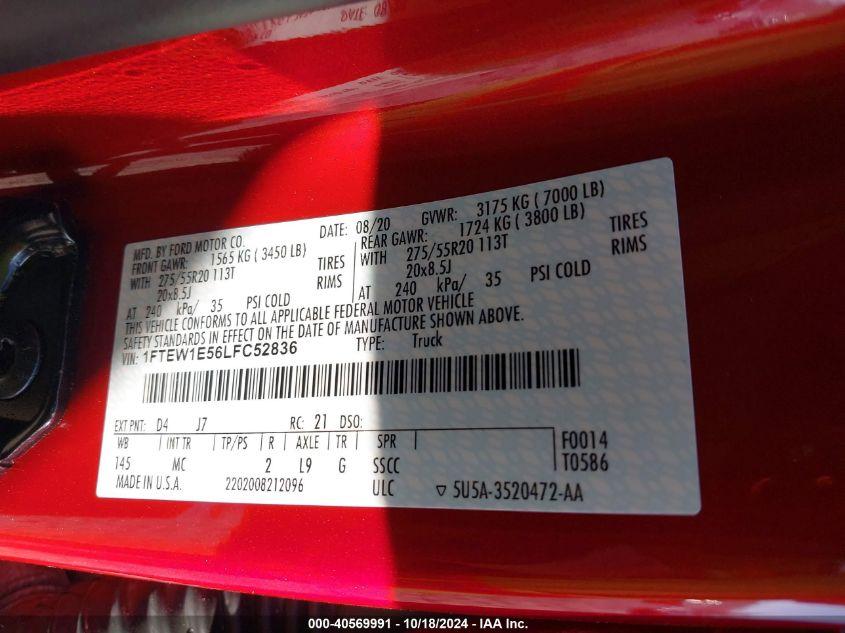 DATE: 08
MFD. BY FORD MOTOR CO. DATE: 08/20 GVWR: 3175 KG ( 7000 LB)
FRONT GAWR: 1565 KG ( 3450 LB) REAR GAWR: 1724 KG ( 3800 LB)
WITH 275/55R20 113T TIRES WITH 275/55R20 113T TIRES
20x8.5J RIMS 20x8.5J RIMS
AT 240 kPa/ 35 PSI COLD AT 240 kPa/ 35 PSI COLD
THIS VEHICLE CONFORMS TO ALL APPLICABLE FEDERAL MOTOR VEHICLE
SAFETY STANDARDS IN EFFECT ON THE DATE OF MANUFACTURE SHOWN ABOVE.
VIN: 1FTEW1E56LFC52836 TYPE: Truck
EXT PNT: D4 J7 RC: 21 DSO:
WB INT TR TP/PS R AXLE TR SPR F0014
145 MC 2 L9 G SSCC T0586
MADE IN U.S.A. 2202008212096 ULC ▽ 5U5A-3520472-AA
000-40569991 - 10/18/2024 - IAA Inc.